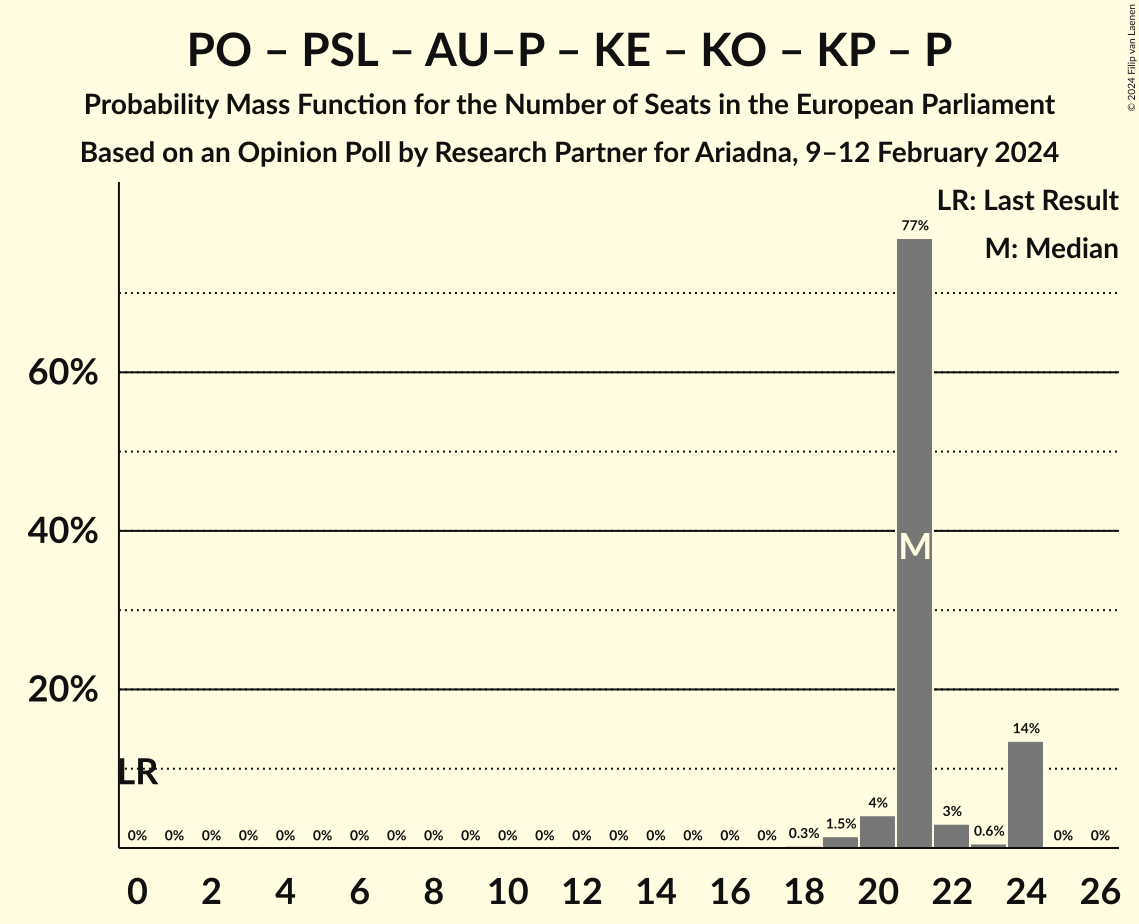 PO – PSL – AU–P – KE – KO – KP – P
Probability Mass Function for the Number of Seats in the European Parliament
Based on an Opinion Poll by Research Partner for Ariadna, 9–12 February 2024
© 2024 Filip van Laenen
LR: Last Result
M: Median
77%
60%
40%
M
20%
14%
LR
4%
3%
1.5%
0.6%
0.3%
0% 0% 0% 0% 0% 0% 0% 0% 0% 0% 0% 0% 0% 0% 0% 0% 0% 0% 0% 0%
0 2 4 6 8 10 12 14 16 18 20 22 24 26